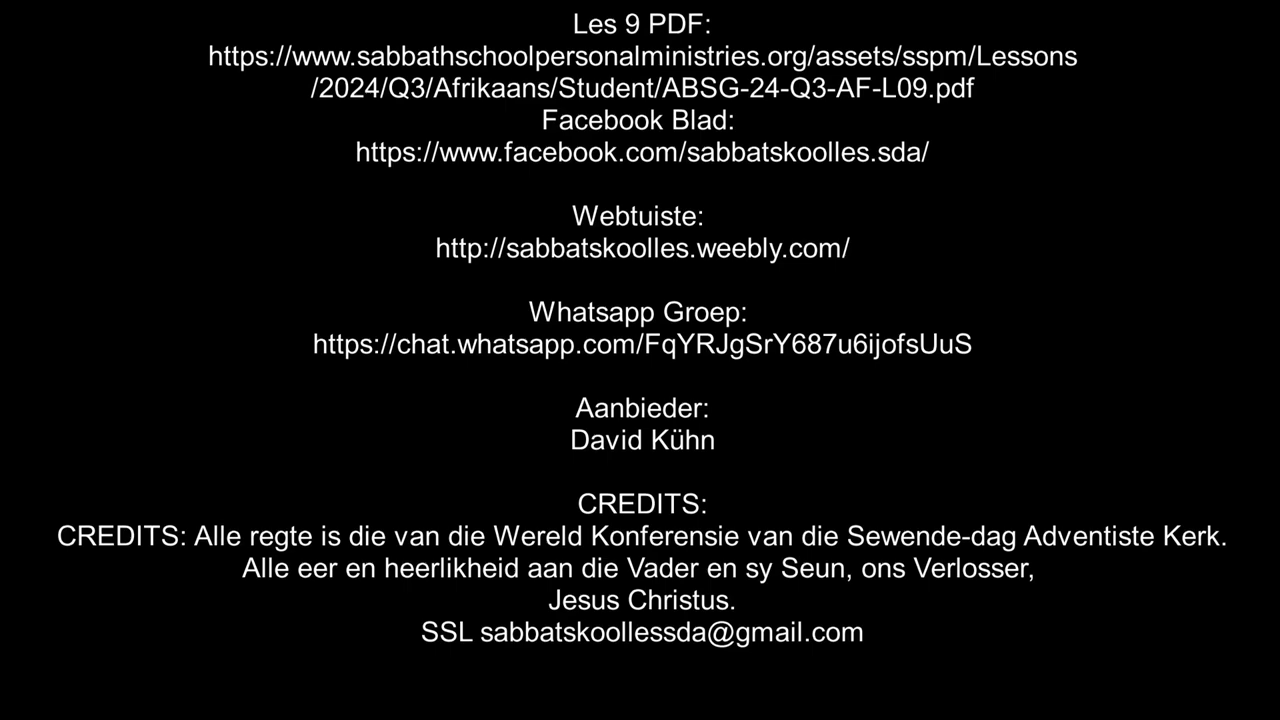 Les 9 PDF:
https://www.sabbathschoolpersonalministries.org/assets/sspm/Lessons
/2024/Q3/Afrikaans/Student/ABSG-24-Q3-AF-L09.pdf
Facebook Blad:
https://www.facebook.com/sabbatskoolles.sda/
Webtuiste:
http://sabbatskoolles.weebly.com/
Whatsapp Groep:
https://chat.whatsapp.com/FqYRJgSrY687u6ijofsUuS
Aanbieder:
David Kühn
CREDITS:
CREDITS: Alle regte is die van die Wereld Konferensie van die Sewende-dag Adventiste Kerk.
Alle eer en heerlikheid aan die Vader en sy Seun, ons Verlosser,
Jesus Christus.
SSL sabbatskoollessda@gmail.com